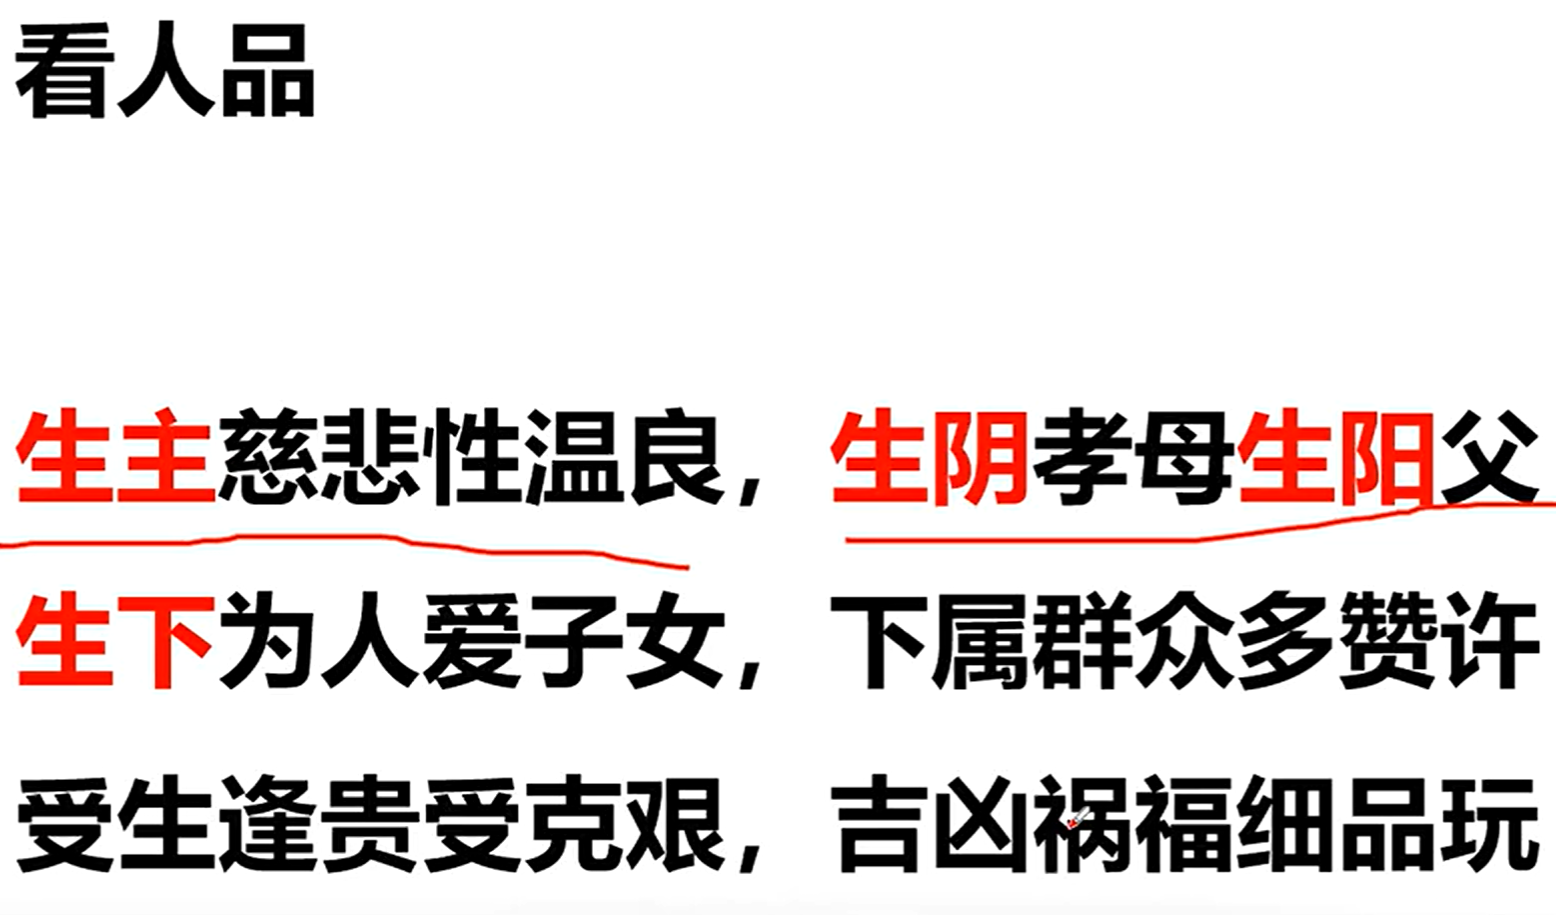 看人品
生主慈悲性温良，生阴孝母生阳父
生下为人爱子女，下属群众多赞许
受生逢贵受克艰，吉凶祸福细品玩